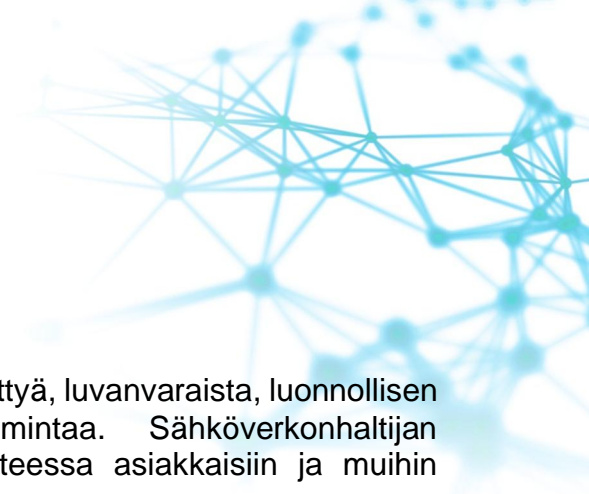 ttyä, luvanvaraista, luonnollisen
mintaa. Sähköverkonhaltijan
teessa asiakkaisiin ja muihin